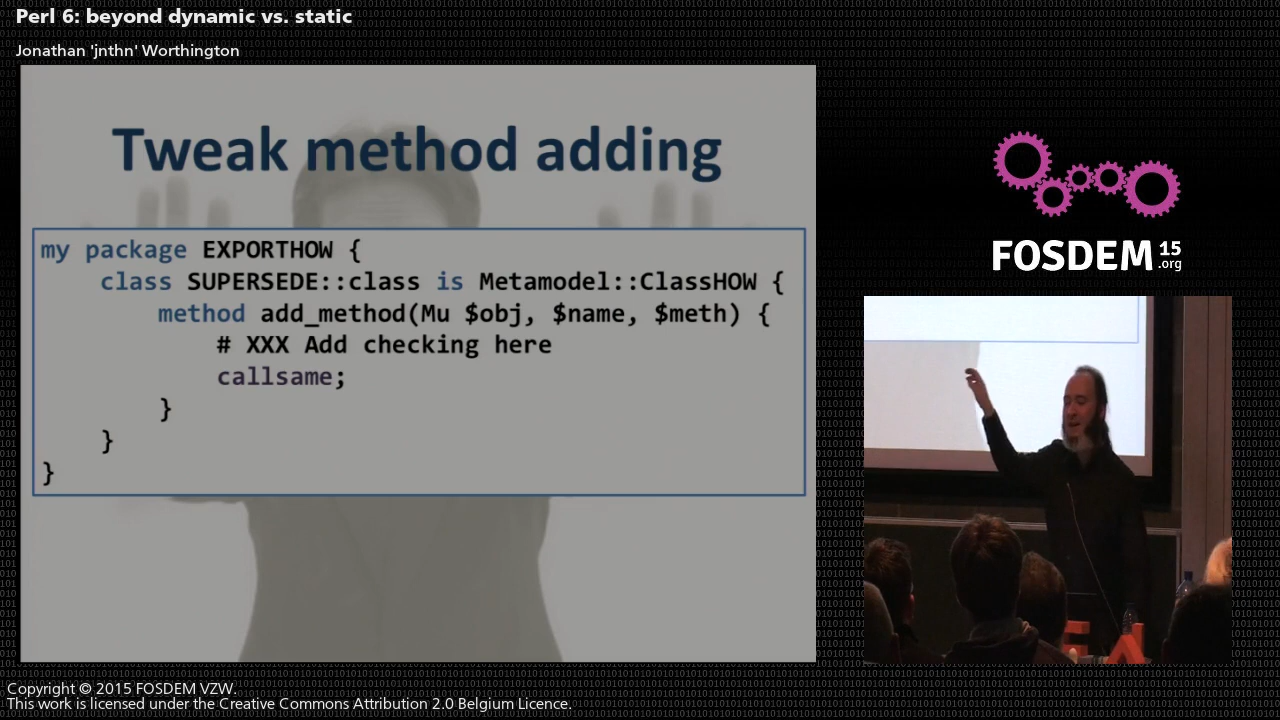 Perl 6: beyond dynamic vs. static
Jonathan 'jnthn' Worthington
Tweak method adding
my package EXPORTHOW {
    class SUPERSEDE::class is Metamodel::ClassHOW {
        method add_method(Mu $obj, $name, $meth) {
            # XXX Add checking here
            callsame;
        }
    }
}
FOSDEM 15 .org
Copyright © 2015 FOSDEM VZW.
This work is licensed under the Creative Commons Attribution 2.0 Belgium Licence.